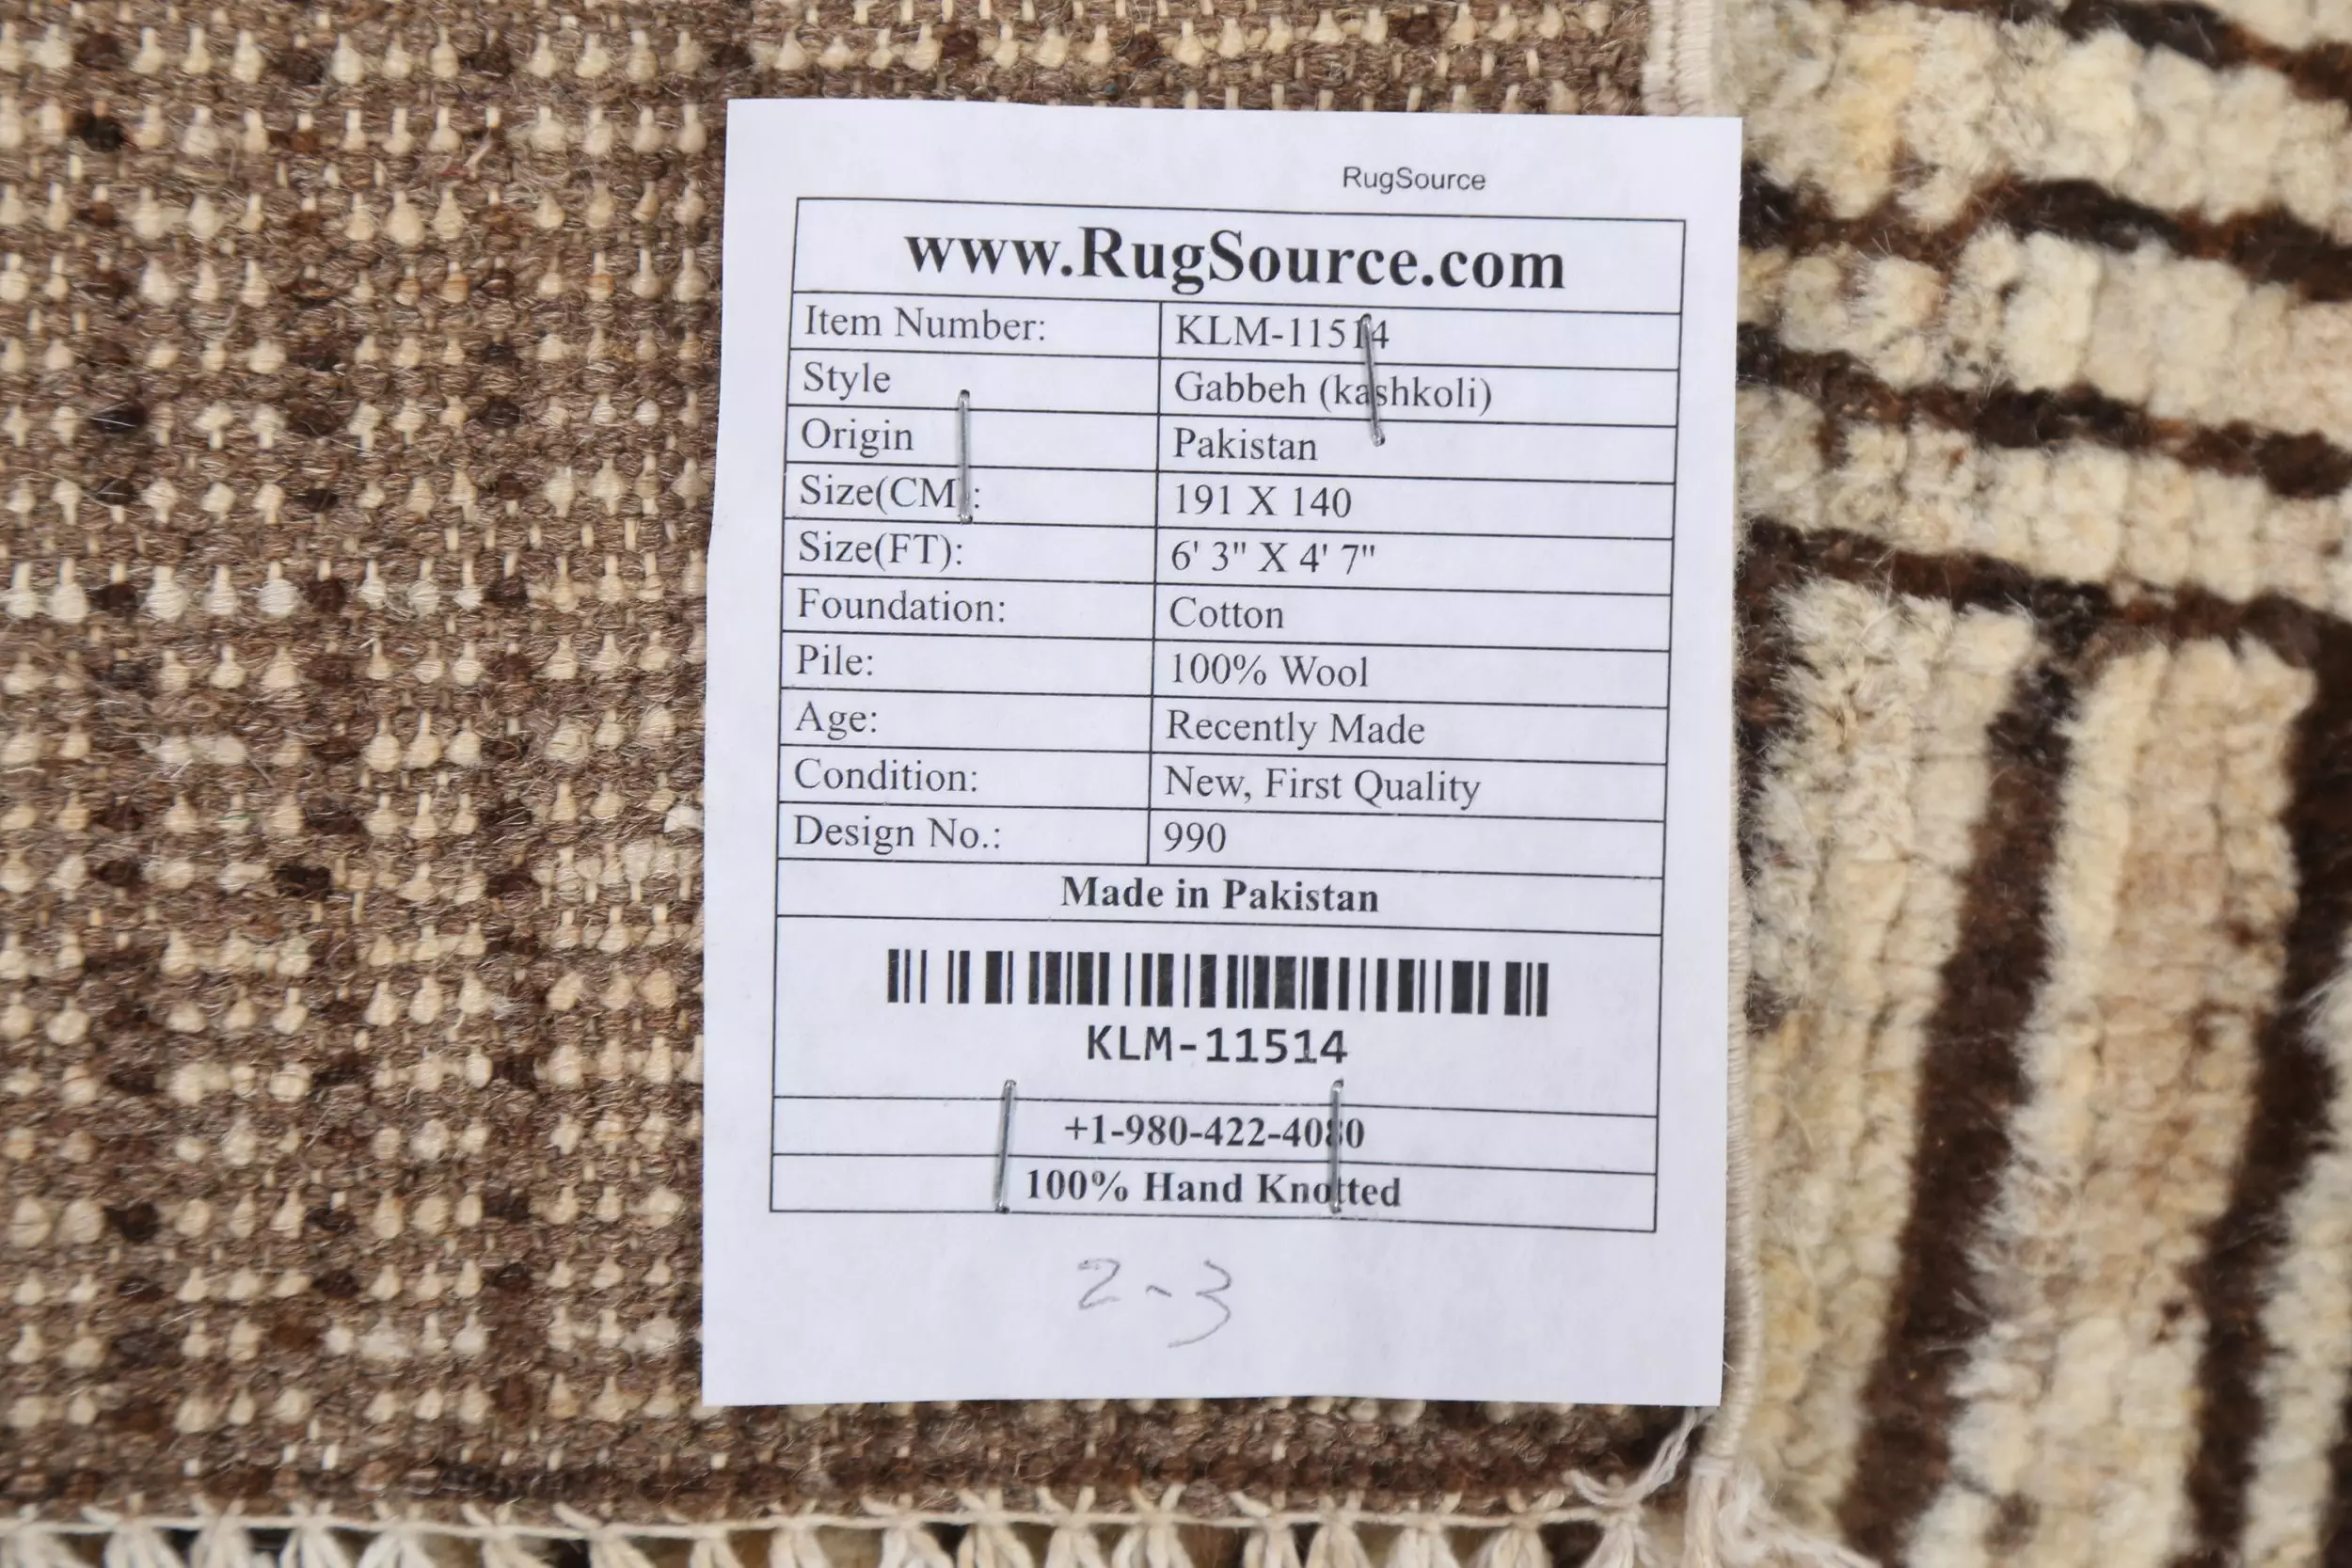 RugSource
www.RugSource.com
Item Number: KLM-11514
Style Gabbeh (kashkoli)
Origin Pakistan
Size(CM): 191 X 140
Size(FT): 6' 3" X 4' 7"
Foundation: Cotton
Pile: 100% Wool
Age: Recently Made
Condition: New, First Quality
Design No.: 990
Made in Pakistan
KLM-11514
+1-980-422-4080
100% Hand Knotted
2-3